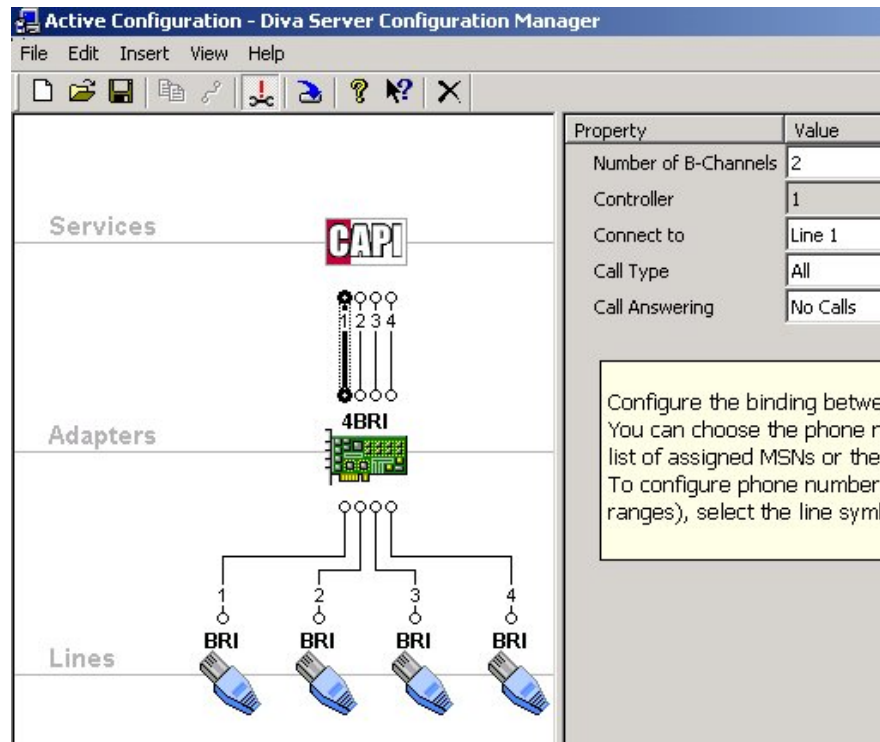 Active Configuration - Diva Server Configuration Manager
File Edit Insert View Help
Property Value
Number of B-Channels 2
Controller 1
Connect to Line 1
Call Type All
Call Answering No Calls
Services
CAPI
1 2 3 4
4BRI
Adapters
1 2 3 4
BRI BRI BRI BRI
Lines
Configure the binding betwe
You can choose the phone
list of assigned MSNs or the
To configure phone number
ranges), select the line